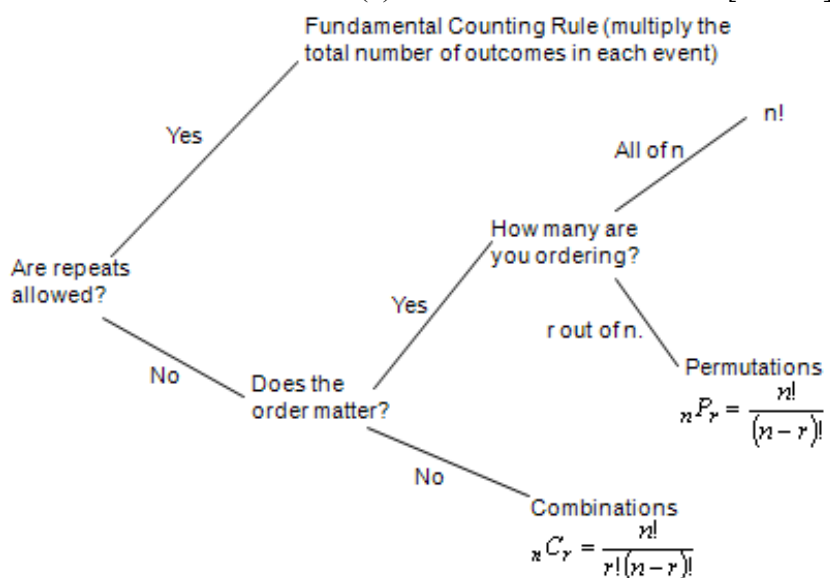 Fundamental Counting Rule (multiply the
total number of outcomes in each event)
Yes
n!
All of n
How many are
you ordering?
Are repeats
allowed?
Yes
r out of n.
No
Does the
order matter?
Permutations
nPr = n!/(n-r)!
No
Combinations
nCr = n!/r!(n-r)!